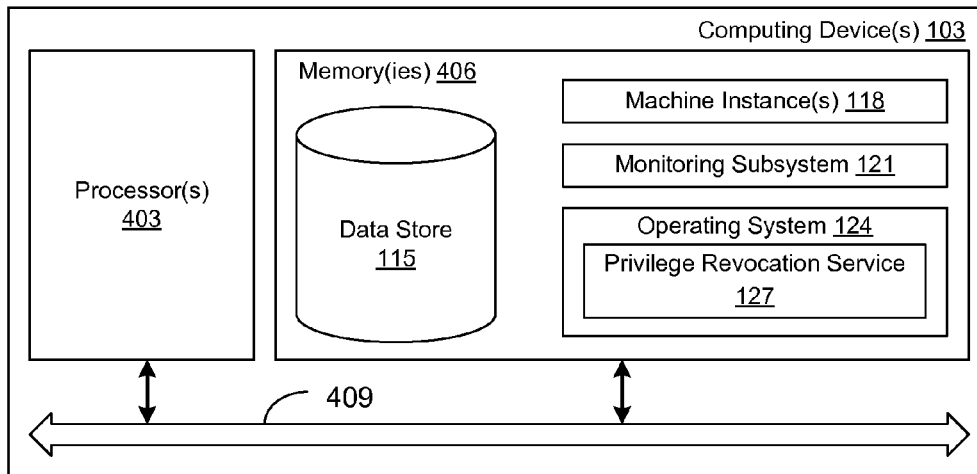 Computing Device(s) 103
Processor(s)
403
Memory(ies) 406
Data Store
115
Machine Instance(s) 118
Monitoring Subsystem 121
Operating System 124
Privilege Revocation Service
127
409